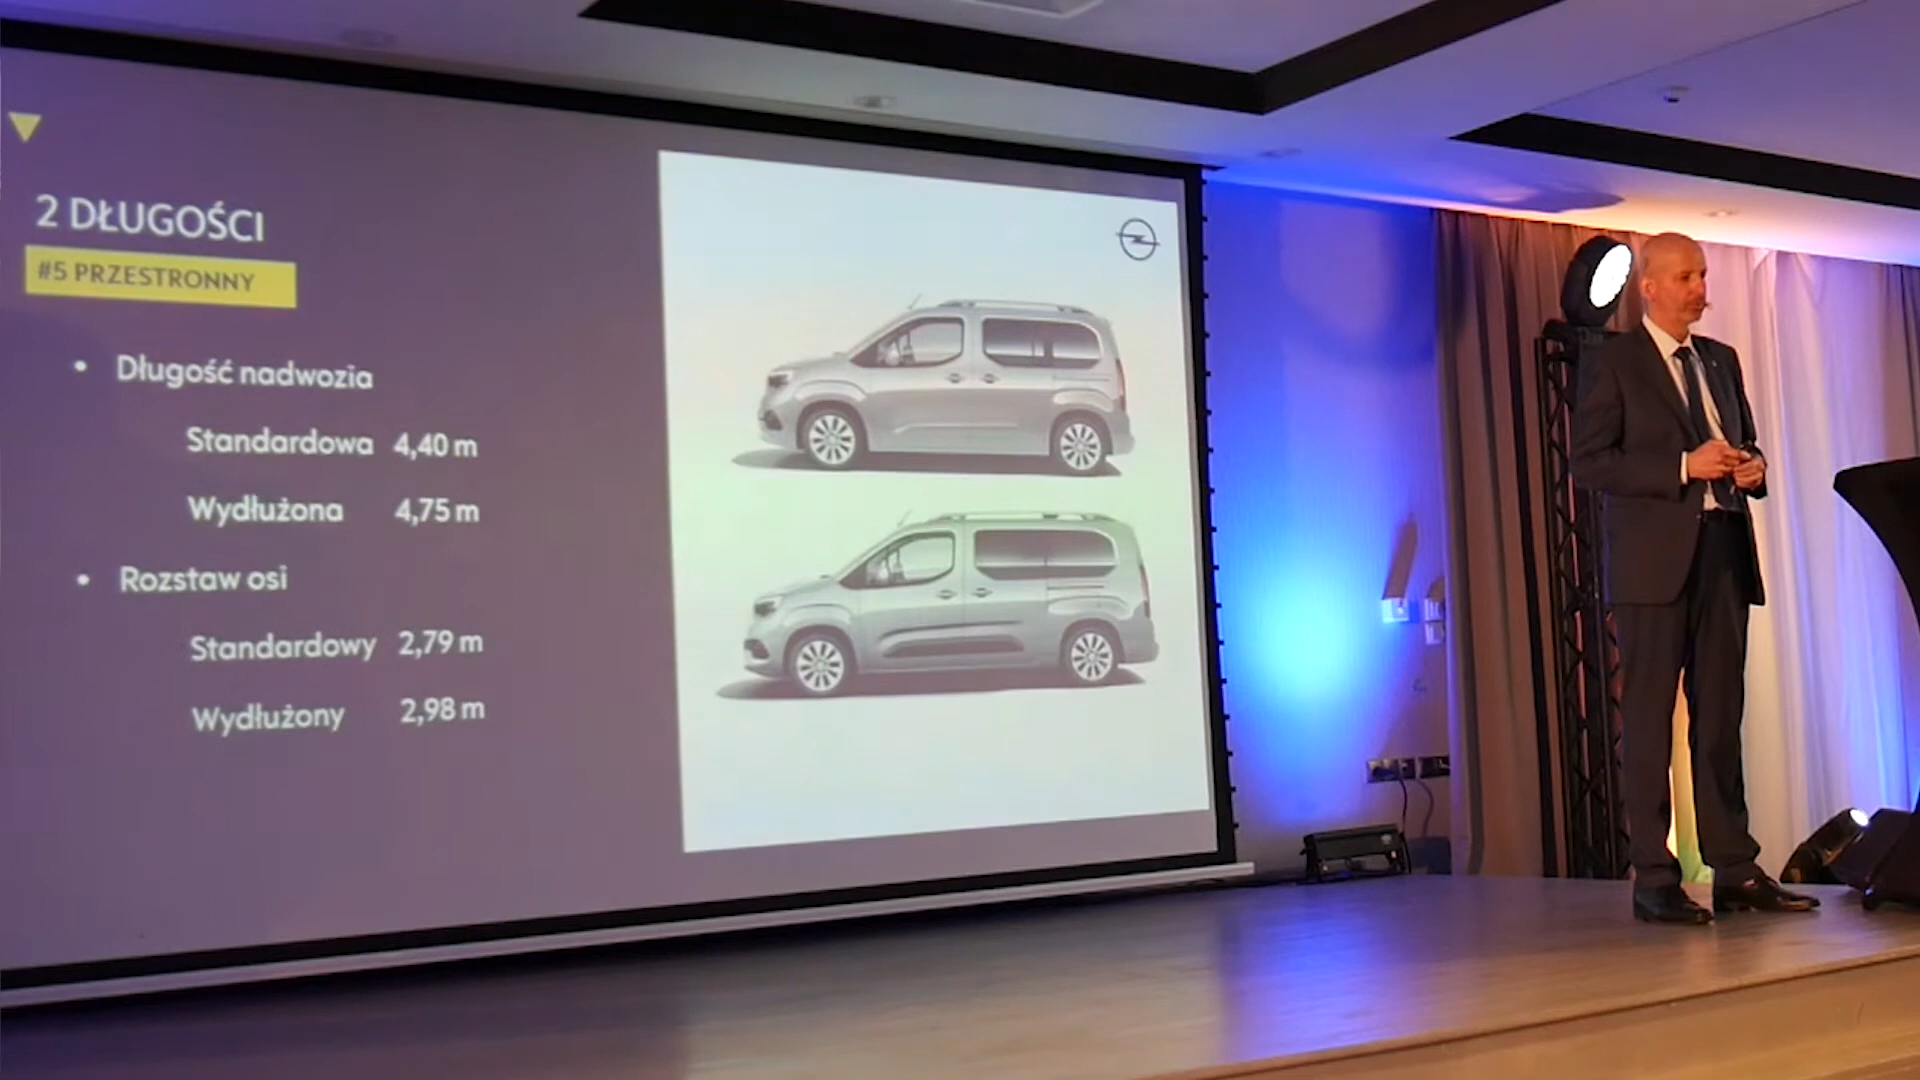 2 DŁUGOŚCI
#5 PRZESTRONNY
• Długość nadwozia
Standardowa 4,40 m
Wydłużona 4,75 m
• Rozstaw osi
Standardowy 2,79 m
Wydłużony 2,98 m